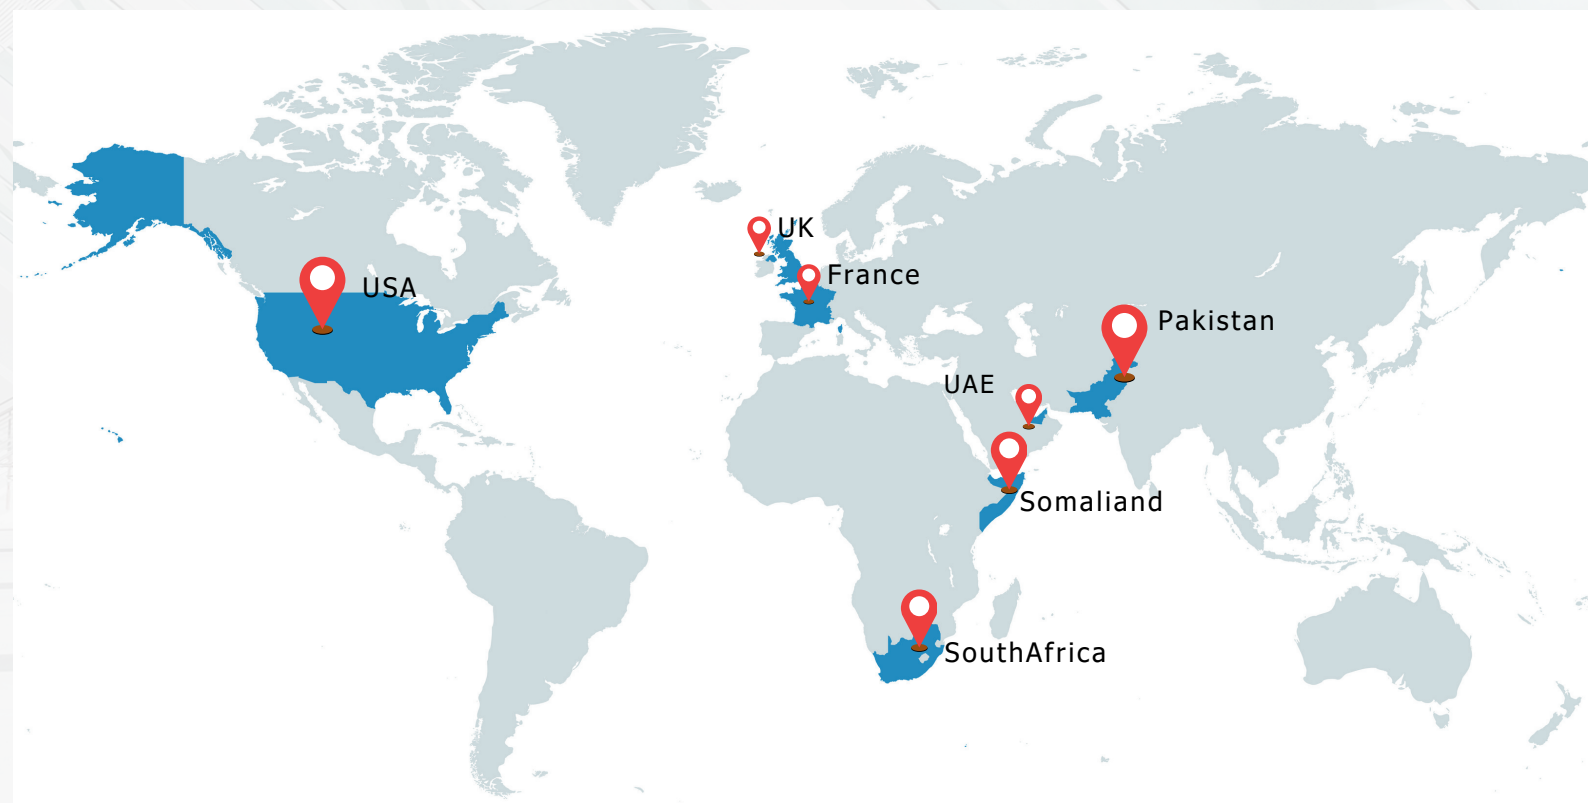 UK
France
USA
Pakistan
UAE
Somaliand
SouthAfrica